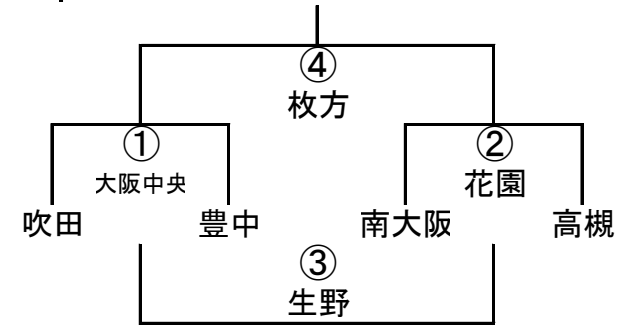 ④
枚方
① ②
大阪中央 花園
吹田 豊中 南大阪 高槻
③
生野